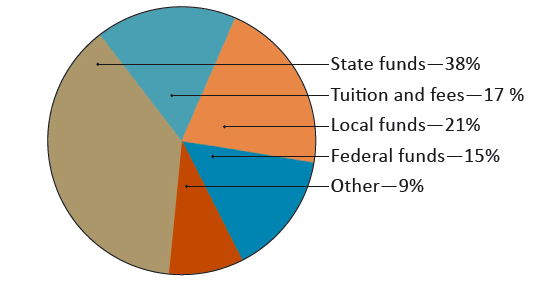 State funds—38%
Tuition and fees—17 %
Local funds—21%
Federal funds—15%
Other—9%